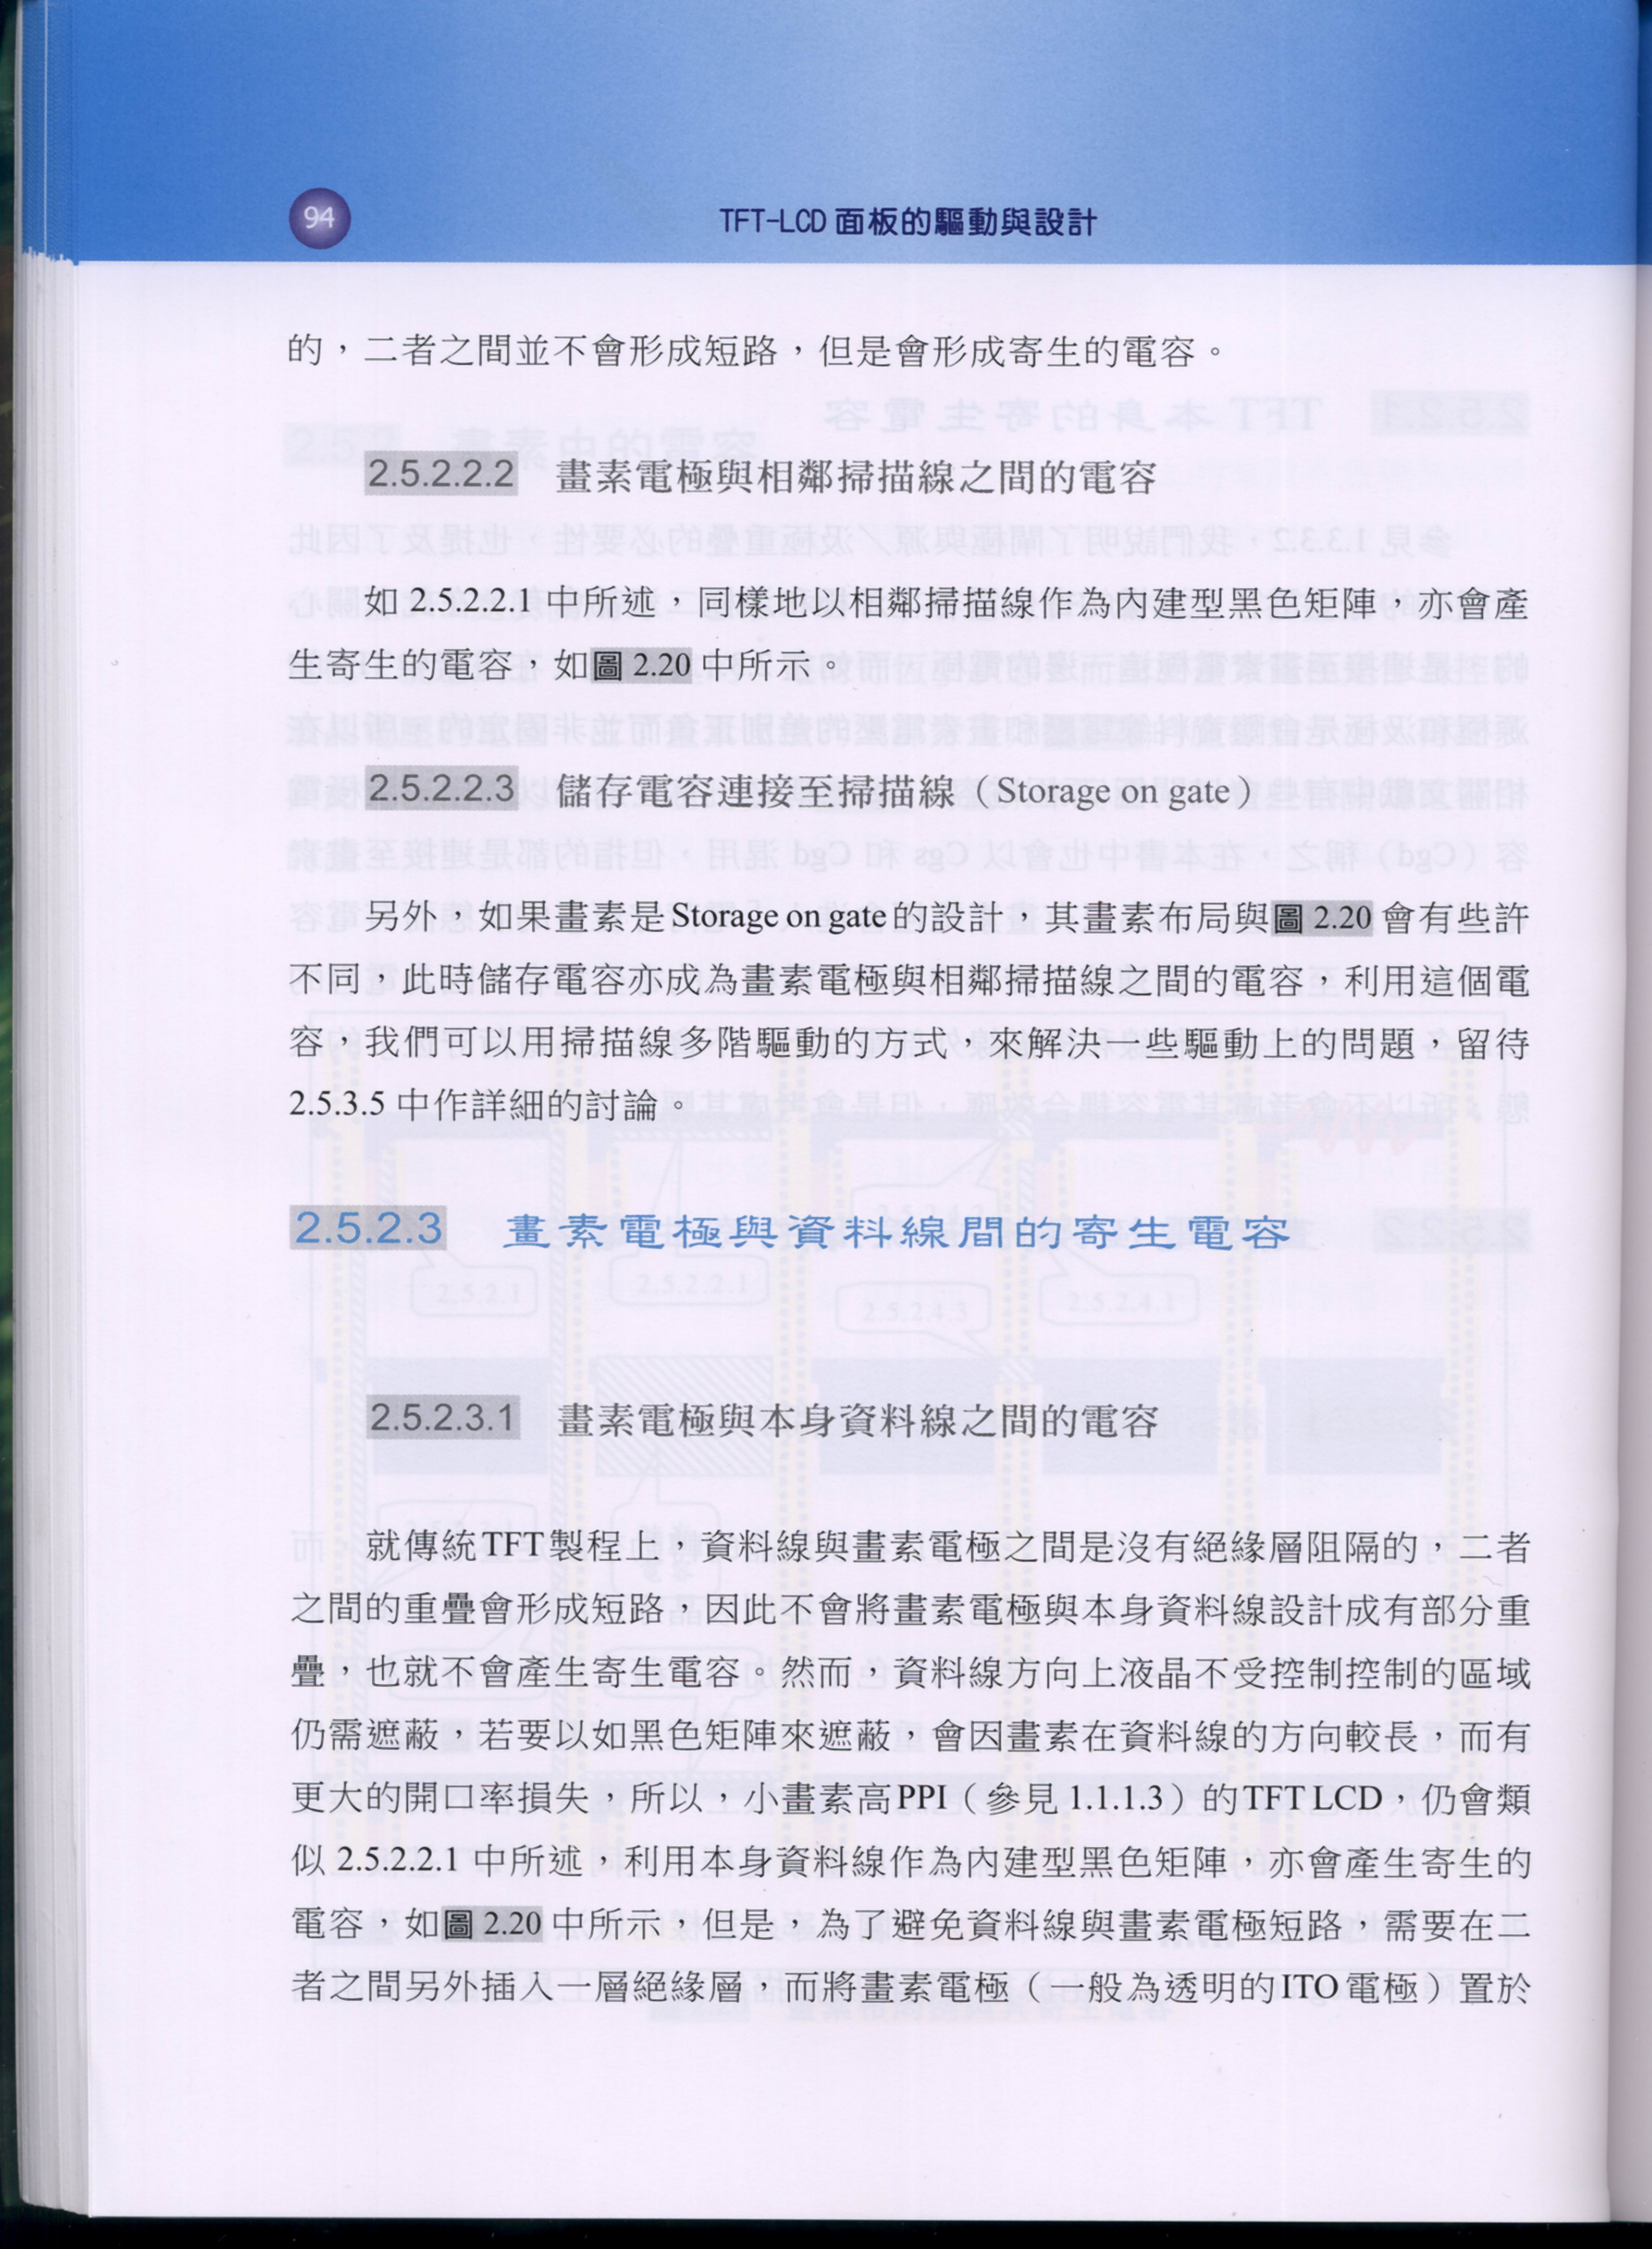 94
TFT-LCD 面板的驅動與設計
的，二者之間並不會形成短路，但是會形成寄生的電容。
2.5.2.2.2 畫素電極與相鄰掃描線之間的電容
如 2.5.2.2.1 中所述，同樣地以相鄰掃描線作為內建型黑色矩陣，亦會產
生寄生的電容，如圖 2.20 中所示。
2.5.2.2.3 儲存電容連接至掃描線（Storage on gate）
另外，如果畫素是 Storage on gate 的設計，其畫素布局與圖 2.20 會有些許
不同，此時儲存電容亦成為畫素電極與相鄰掃描線之間的電容，利用這個電
容，我們可以用掃描線多階驅動的方式，來解決一些驅動上的問題，留待
2.5.3.5 中作詳細的討論。
2.5.2.3 畫素電極與資料線間的寄生電容
2.5.2.3.1 畫素電極與本身資料線之間的電容
就傳統TFT製程上，資料線與畫素電極之間是沒有絕緣層阻隔的，二者
之間的重疊會形成短路，因此不會將畫素電極與本身資料線設計成有部分重
疊，也就不會產生寄生電容。然而，資料線方向上液晶不受控制控制的區域
仍需遮蔽，若要以如黑色矩陣來遮蔽，會因畫素在資料線的方向較長，而有
更大的開口率損失，所以，小畫素高PPI（參見 1.1.1.3）的TFT LCD，仍會類
似 2.5.2.2.1 中所述，利用本身資料線作為內建型黑色矩陣，亦會產生寄生的
電容，如圖 2.20 中所示，但是，為了避免資料線與畫素電極短路，需要在二
者之間另外插入一層絕緣層，而將畫素電極（一般為透明的ITO電極）置於